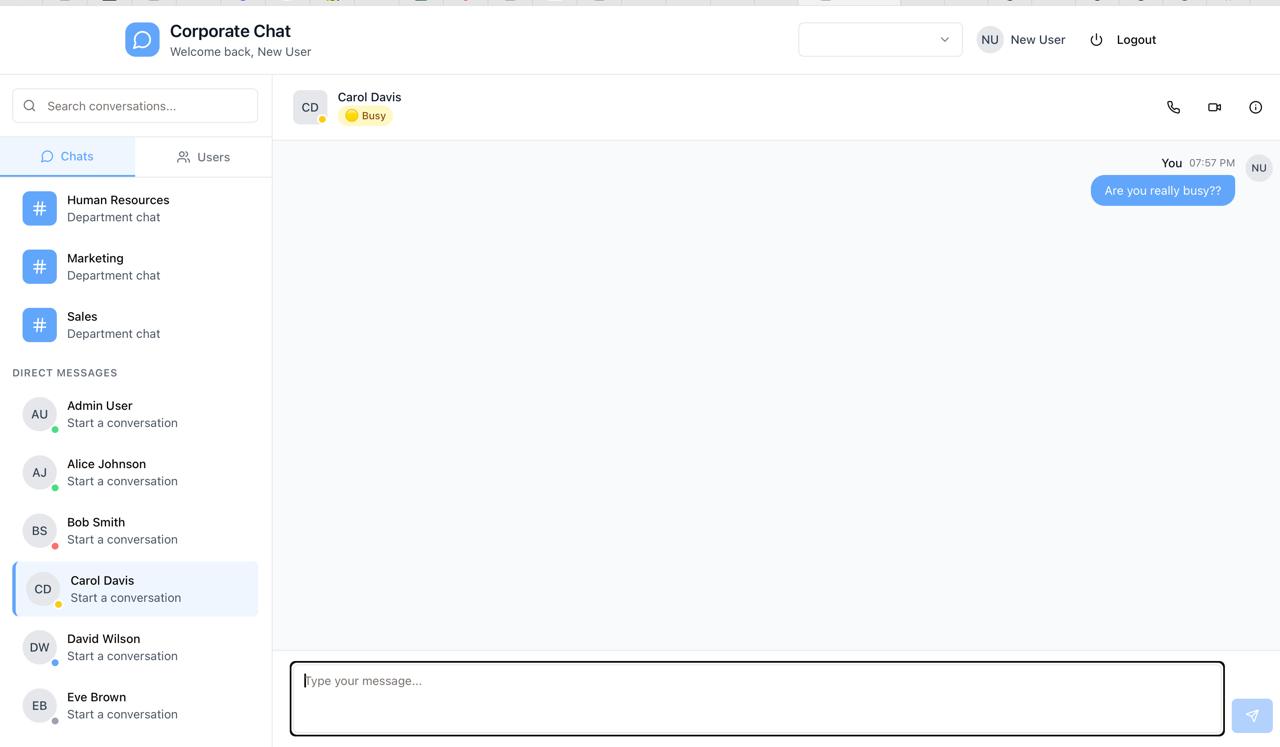 Corporate Chat
Welcome back, New User
NU New User
Logout
Search conversations...
Chats
Users
Human Resources
Department chat
Marketing
Department chat
Sales
Department chat
DIRECT MESSAGES
AU
Admin User
Start a conversation
AJ
Alice Johnson
Start a conversation
BS
Bob Smith
Start a conversation
CD
Carol Davis
Start a conversation
DW
David Wilson
Start a conversation
EB
Eve Brown
Start a conversation
CD
Carol Davis
Busy
You 07:57 PM
NU
Are you really busy??
Type your message...